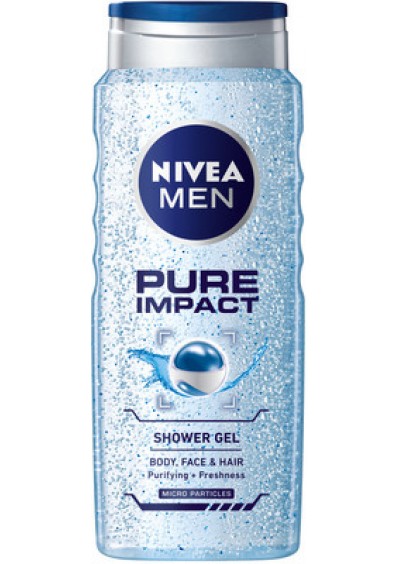 NIVEA
MEN
PURE
IMPACT
SHOWER GEL
BODY, FACE & HAIR
Purifying + Freshness
MICRO PARTICLES